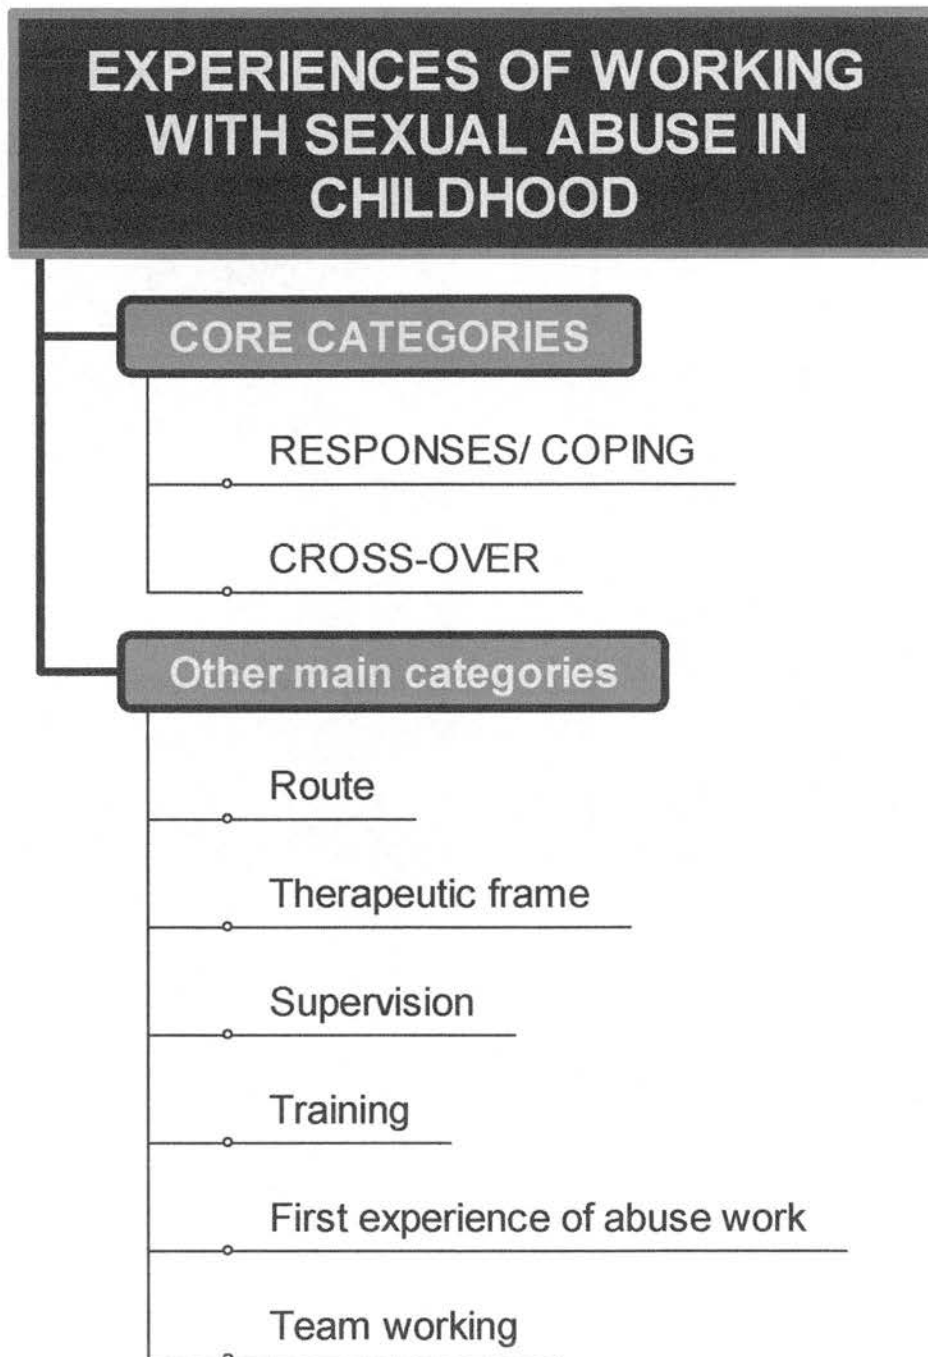 EXPERIENCES OF WORKING
WITH SEXUAL ABUSE IN
CHILDHOOD
CORE CATEGORIES
RESPONSES/ COPING
CROSS-OVER
Other main categories
Route
Therapeutic frame
Supervision
Training
First experience of abuse work
Team working